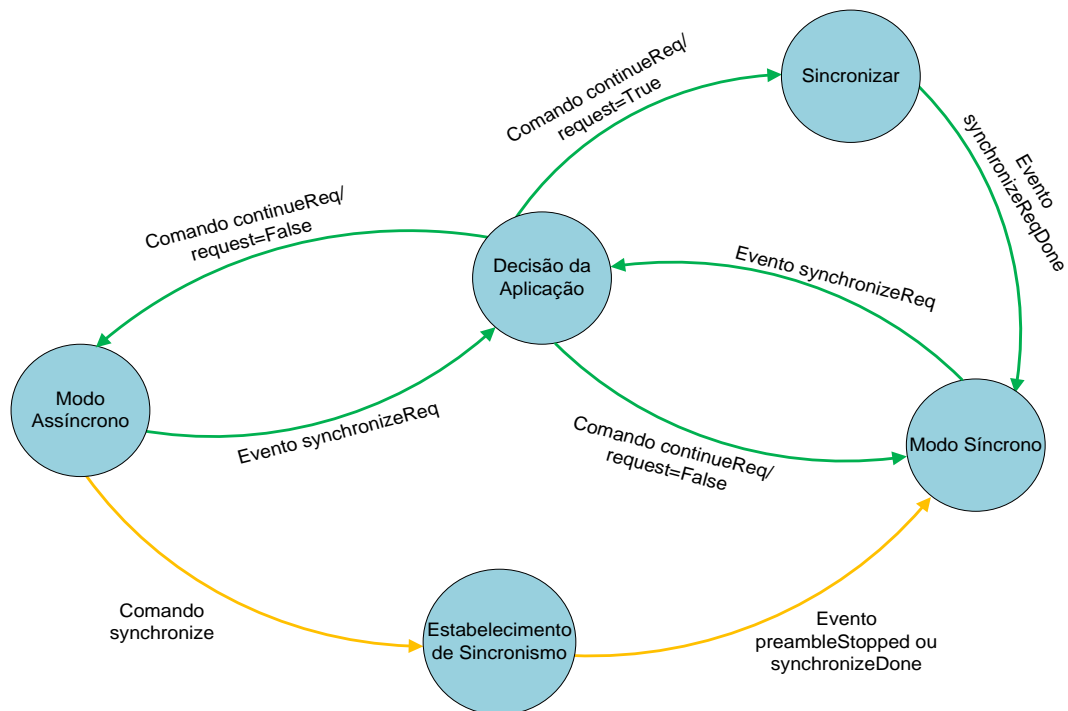 Sincronizar
Comando continueReq/
request=True
Evento
synchronizeReqDone
Comando continueReq/
request=False
Decisão da
Aplicação
Evento synchronizeReq
Modo
Assíncrono
Evento synchronizeReq
Comando continueReq/
request=False
Modo Síncrono
Comando
synchronize
Estabelecimento
de Sincronismo
Evento
preambleStopped ou
synchronizeDone